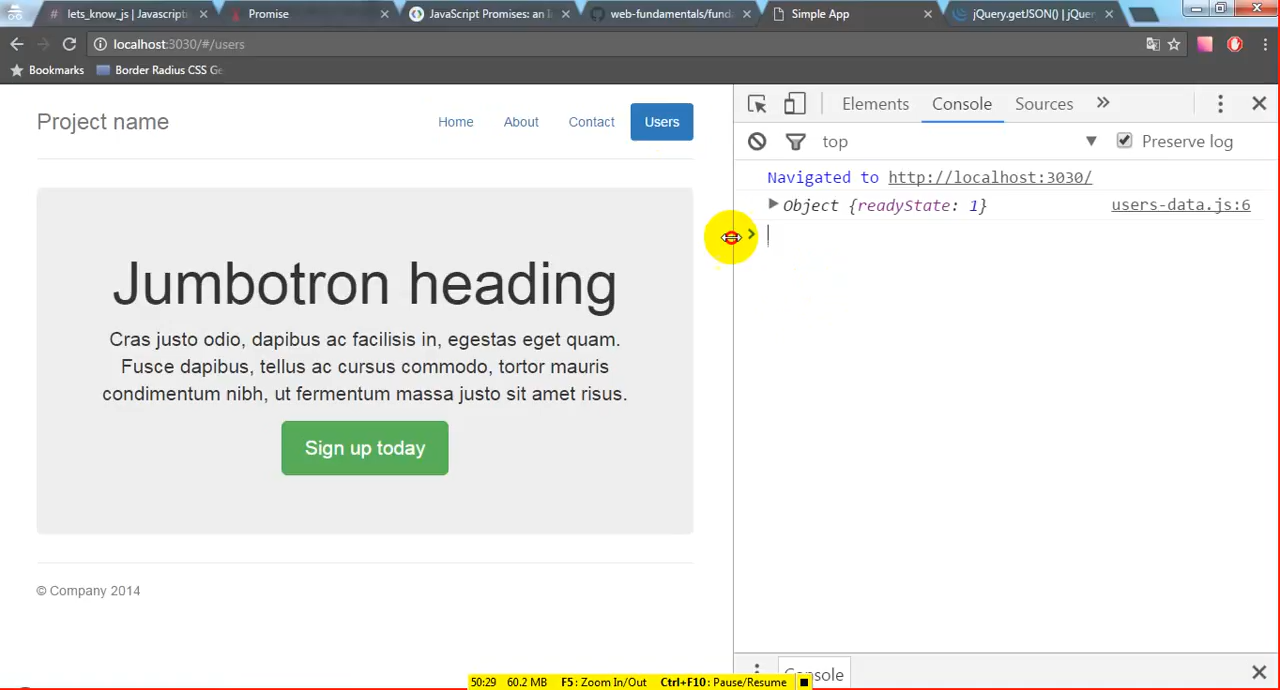 lets_know_js | Javascript
Promise
JavaScript Promises: an I
web-fundamentals/fund
Simple App
jQuery.getJSON() | jQuer
localhost:3030/#/users
Bookmarks
Border Radius CSS Ge
Project name
Home
About
Contact
Users
Jumbotron heading
Cras justo odio, dapibus ac facilisis in, egestas eget quam.
Fusce dapibus, tellus ac cursus commodo, tortor mauris
condimentum nibh, ut fermentum massa justo sit amet risus.
Sign up today
© Company 2014
Elements
Console
Sources
top
Preserve log
Navigated to http://localhost:3030/
Object {readyState: 1}
users-data.js:6
Console
50:29 60.2 MB F5: Zoom In/Out Ctrl+F10: Pause/Resume